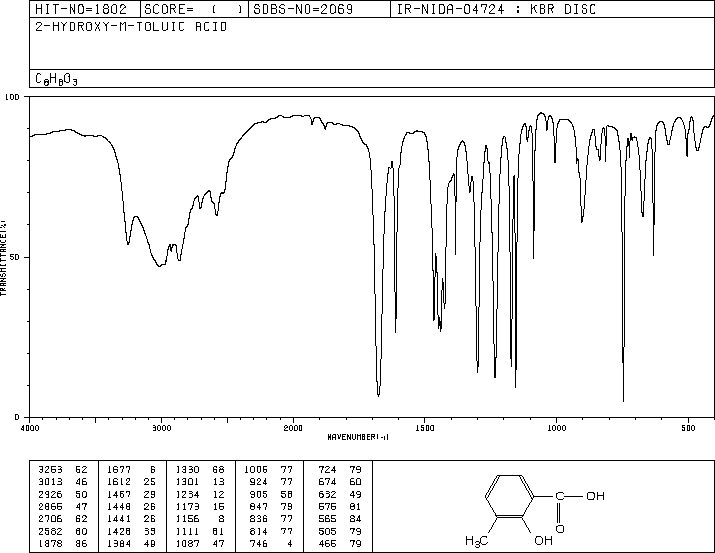 HIT-NO=1802 SCORE= ( ) SDBS-NO=2069 IR-NIDA-04724 : KBR DISC
2-HYDROXY-M-TOLUIC ACID
C8H8O3
100
50
0
TRANSMITTANCE(%)
4000 3000 2000 1500 1000 500
WAVENUMBER(-1)
3263 52 1677 6 1330 68 1006 77 724 79
3013 46 1612 25 1301 13 924 77 674 60
2926 50 1467 29 1234 12 905 58 632 49
2866 47 1448 26 1173 16 847 79 576 81
2706 62 1441 26 1156 8 836 77 565 84
2582 60 1428 33 1111 81 814 77 505 79
1878 86 1384 49 1087 47 746 4 466 79
C OH
O
H3C OH